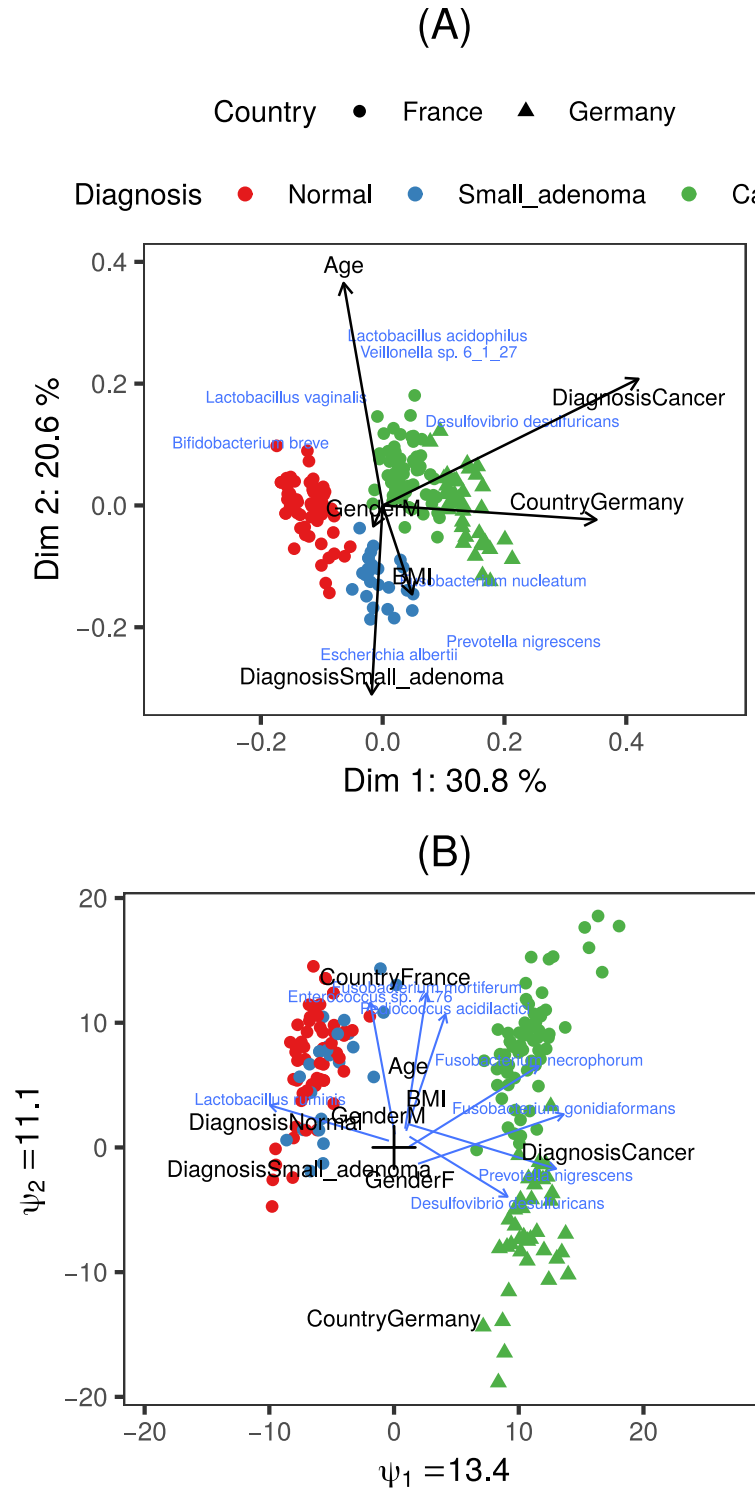 (A)
Country France Germany
Diagnosis Normal Small_adenoma Ca
0.4
0.2
0.0
−0.2
Dim 2: 20.6 %
Age
Lactobacillus acidophilus
Veillonella sp. 6_1_27
DiagnosisCancer
Lactobacillus vaginalis
Desulfovibrio desulfuricans
Bifidobacterium breve
CountryGermany
GenderM
BMI
sobacterium nucleatum
Prevotella nigrescens
Escherichia albertii
DiagnosisSmall_adenoma
−0.2 0.0 0.2 0.4
Dim 1: 30.8 %
(B)
20
10
0
−10
−20
ψ2 =11.1
CountryFrance
Fusobacterium mortiferum
Enterococcus sp. 76
Pediococcus acidilactici
Fusobacterium necrophorum
Age
BMI
Lactobacillus ruminis
GenderM
Fusobacterium gonidiaformans
DiagnosisNormal
DiagnosisCancer
DiagnosisSmall_adenoma
Prevotella nigrescens
GenderF
Desulfovibrio desulfuricans
CountryGermany
−20 −10 0 10 20
ψ1 =13.4